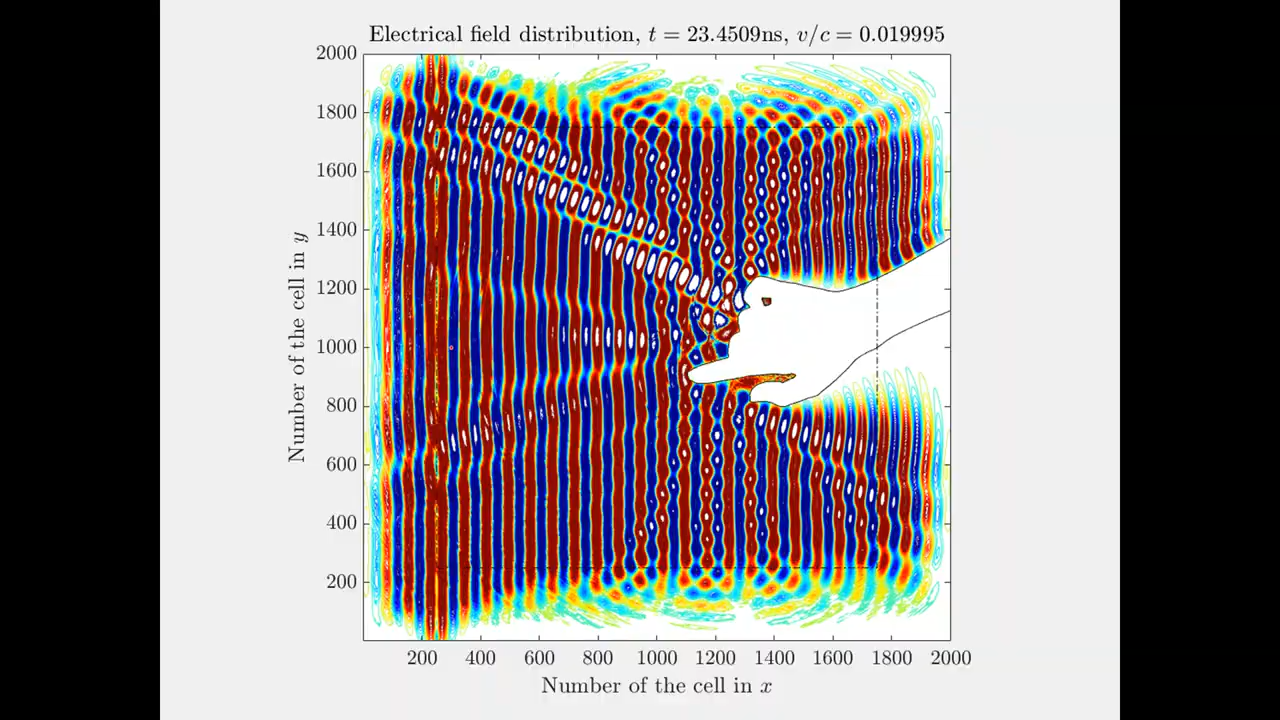 Electrical field distribution, t = 23.4509ns, v/c = 0.019995
2000
1800
1600
1400
1200
1000
800
600
400
200
Number of the cell in y
200 400 600 800 1000 1200 1400 1600 1800 2000
Number of the cell in x